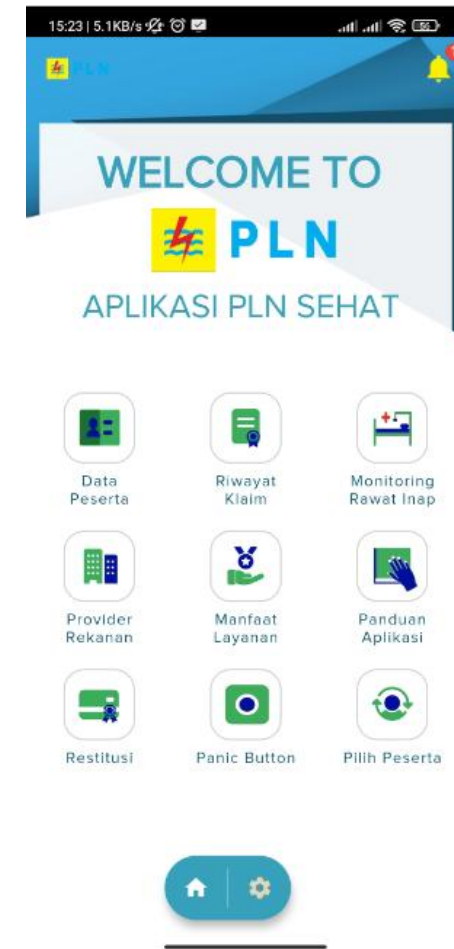 15:23 | 5.1KB/s
56
PLN
WELCOME TO
PLN
APLIKASI PLN SEHAT
Data Peserta
Riwayat Klaim
Monitoring Rawat Inap
Provider Rekanan
Manfaat Layanan
Panduan Aplikasi
Restitusi
Panic Button
Pilih Peserta